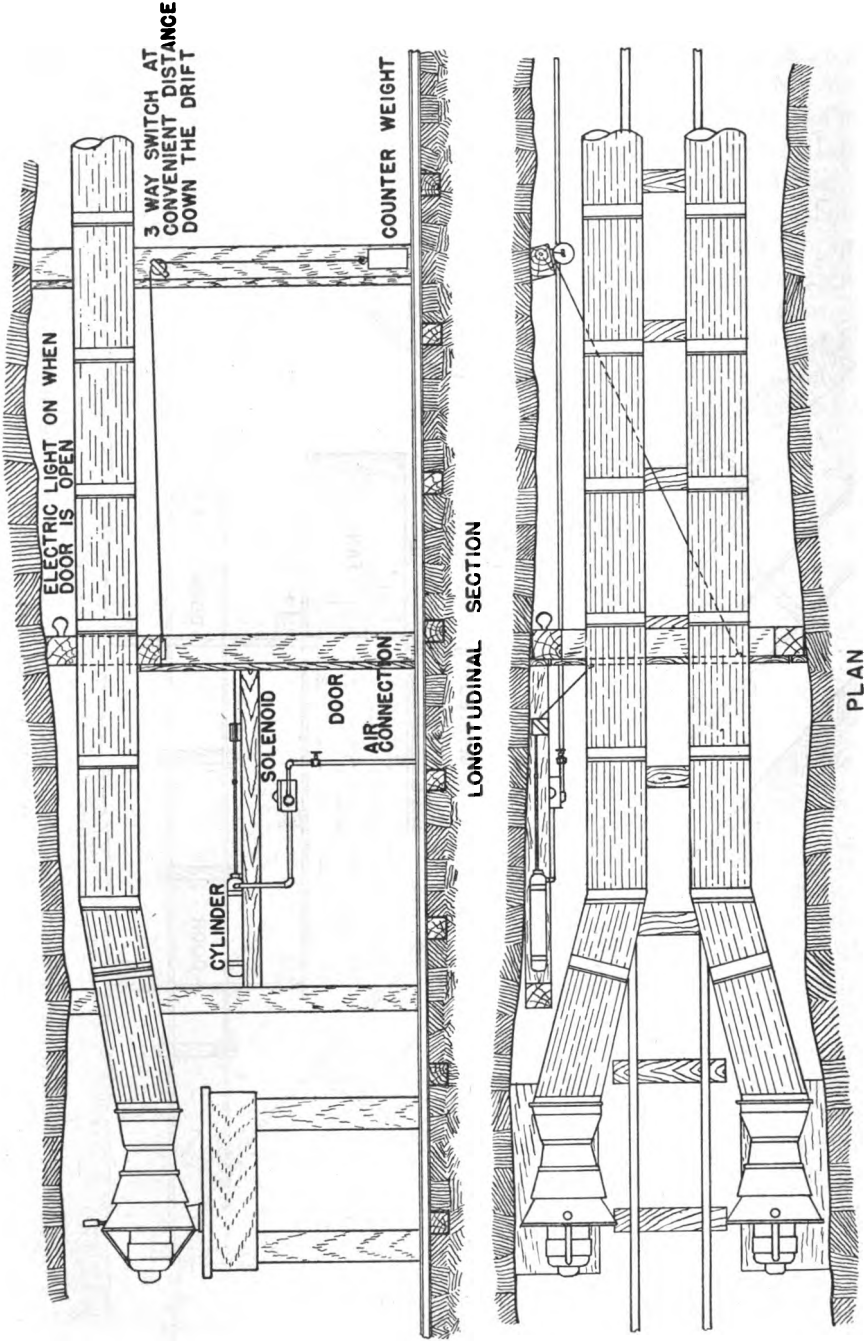 ELECTRIC LIGHT ON WHEN
DOOR IS OPEN
3 WAY SWITCH AT
CONVENIENT DISTANCE
DOWN THE DRIFT
CYLINDER
SOLENOID
DOOR
AIR
CONNECTION
COUNTER WEIGHT
LONGITUDINAL SECTION
PLAN